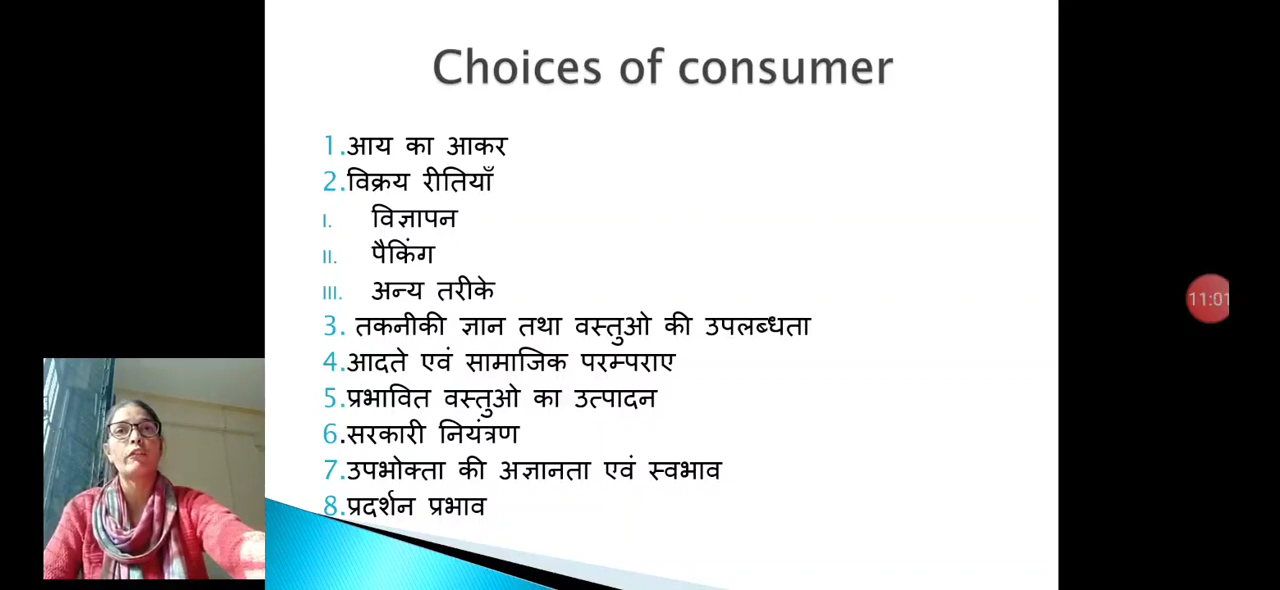 Choices of consumer
1.आय का आकर
2.विक्रय रीतियाँ
I. विज्ञापन
II. पैकिंग
III. अन्य तरीके
3. तकनीकी ज्ञान तथा वस्तुओ की उपलब्धता
4.आदते एवं सामाजिक परम्पराए
5.प्रभावित वस्तुओ का उत्पादन
6.सरकारी नियंत्रण
7.उपभोक्ता की अज्ञानता एवं स्वभाव
8.प्रदर्शन प्रभाव
11:01